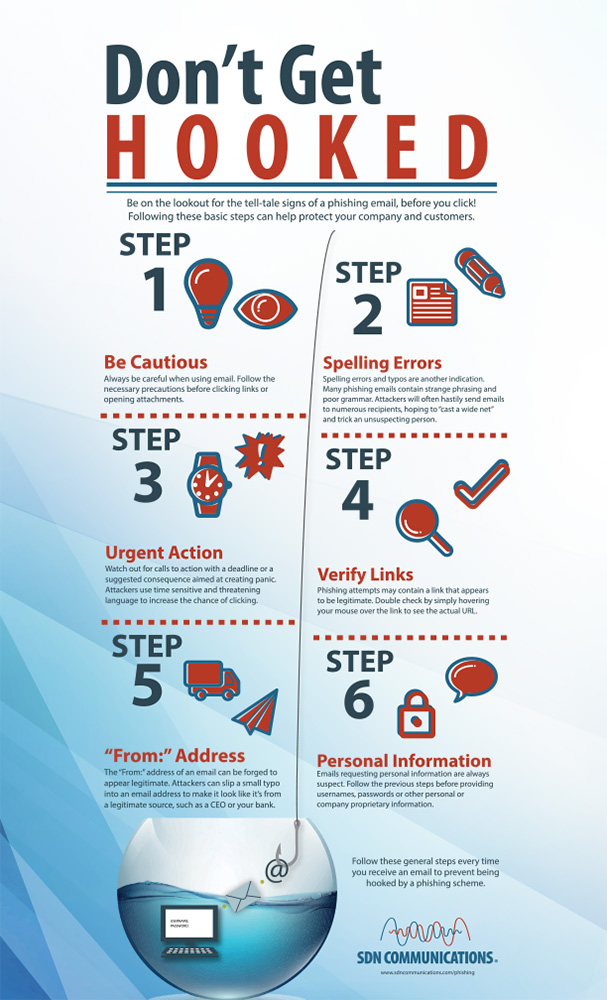 Don't Get
HOOKED
Be on the lookout for the tell-tale signs of a phishing email, before you click!
Following these basic steps can help protect your company and customers.
STEP
1
Be Cautious
Always be careful when using email. Follow the
necessary precautions before clicking links or
opening attachments.
STEP
2
Spelling Errors
Spelling errors and typos are another indication.
Many phishing emails contain strange phrasing and
poor grammar. Attackers will often hastily send emails
to numerous recipients, hoping to "cast a wide net"
and trick an unsuspecting person.
STEP
3
!
Urgent Action
Watch out for calls to action with a deadline or a
suggested consequence aimed at creating panic.
Attackers use time sensitive and threatening
language to increase the chance of clicking.
STEP
4
Verify Links
Phishing attempts may contain a link that appears
to be legitimate. Double check by simply hovering
your mouse over the link to see the actual URL.
STEP
5
"From:" Address
The "From:" address of an email can be forged to
appear legitimate. Attackers can slip a small typo
into an email address to make it look like it's from
a legitimate source, such as a CEO or your bank.
STEP
6
Personal Information
Emails requesting personal information are always
suspect. Follow the previous steps before providing
usernames, passwords or other personal or
company proprietary information.
@
USERNAME:
PASSWORD:
Follow these general steps every time
you receive an email to prevent being
hooked by a phishing scheme.
SDN COMMUNICATIONS®
www.sdncommunications.com/phishing